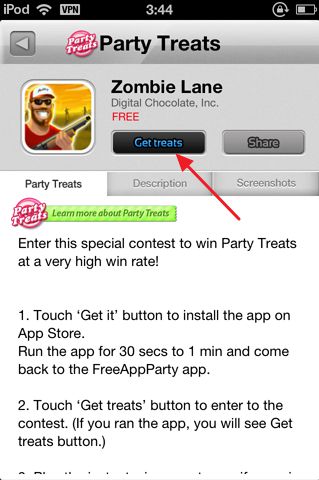 iPod VPN 3:44
Party Treats Party Treats
Zombie Lane
Digital Chocolate, Inc.
FREE
Get treats Share
Party Treats Description Screenshots
Party Treats Learn more about Party Treats
Enter this special contest to win Party Treats
at a very high win rate!
1. Touch ‘Get it’ button to install the app on
App Store.
Run the app for 30 secs to 1 min and come
back to the FreeAppParty app.
2. Touch ‘Get treats’ button to enter to the
contest. (If you ran the app, you will see Get
treats button.)